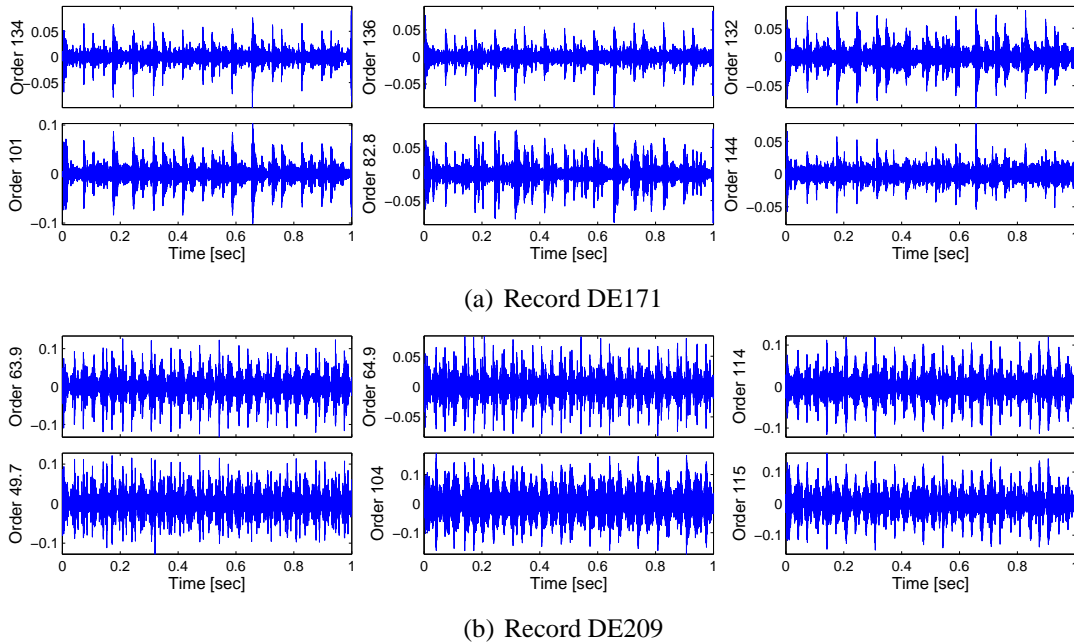 Order 134
0.05
0
−0.05
Order 136
0.05
0
−0.05
Order 132
0.05
0
−0.05
Order 101
0.1
0
−0.1
0 0.2 0.4 0.6 0.8 1
Time [sec]
Order 82.8
0.05
0
−0.05
0 0.2 0.4 0.6 0.8 1
Time [sec]
Order 144
0.05
0
−0.05
0 0.2 0.4 0.6 0.8 1
Time [sec]
(a) Record DE171
Order 63.9
0.1
0
−0.1
Order 64.9
0.05
0
−0.05
Order 114
0.1
0
−0.1
Order 49.7
0.1
0
−0.1
0 0.2 0.4 0.6 0.8 1
Time [sec]
Order 104
0.1
0
−0.1
0 0.2 0.4 0.6 0.8 1
Time [sec]
Order 115
0.1
0
−0.1
0 0.2 0.4 0.6 0.8 1
Time [sec]
(b) Record DE209